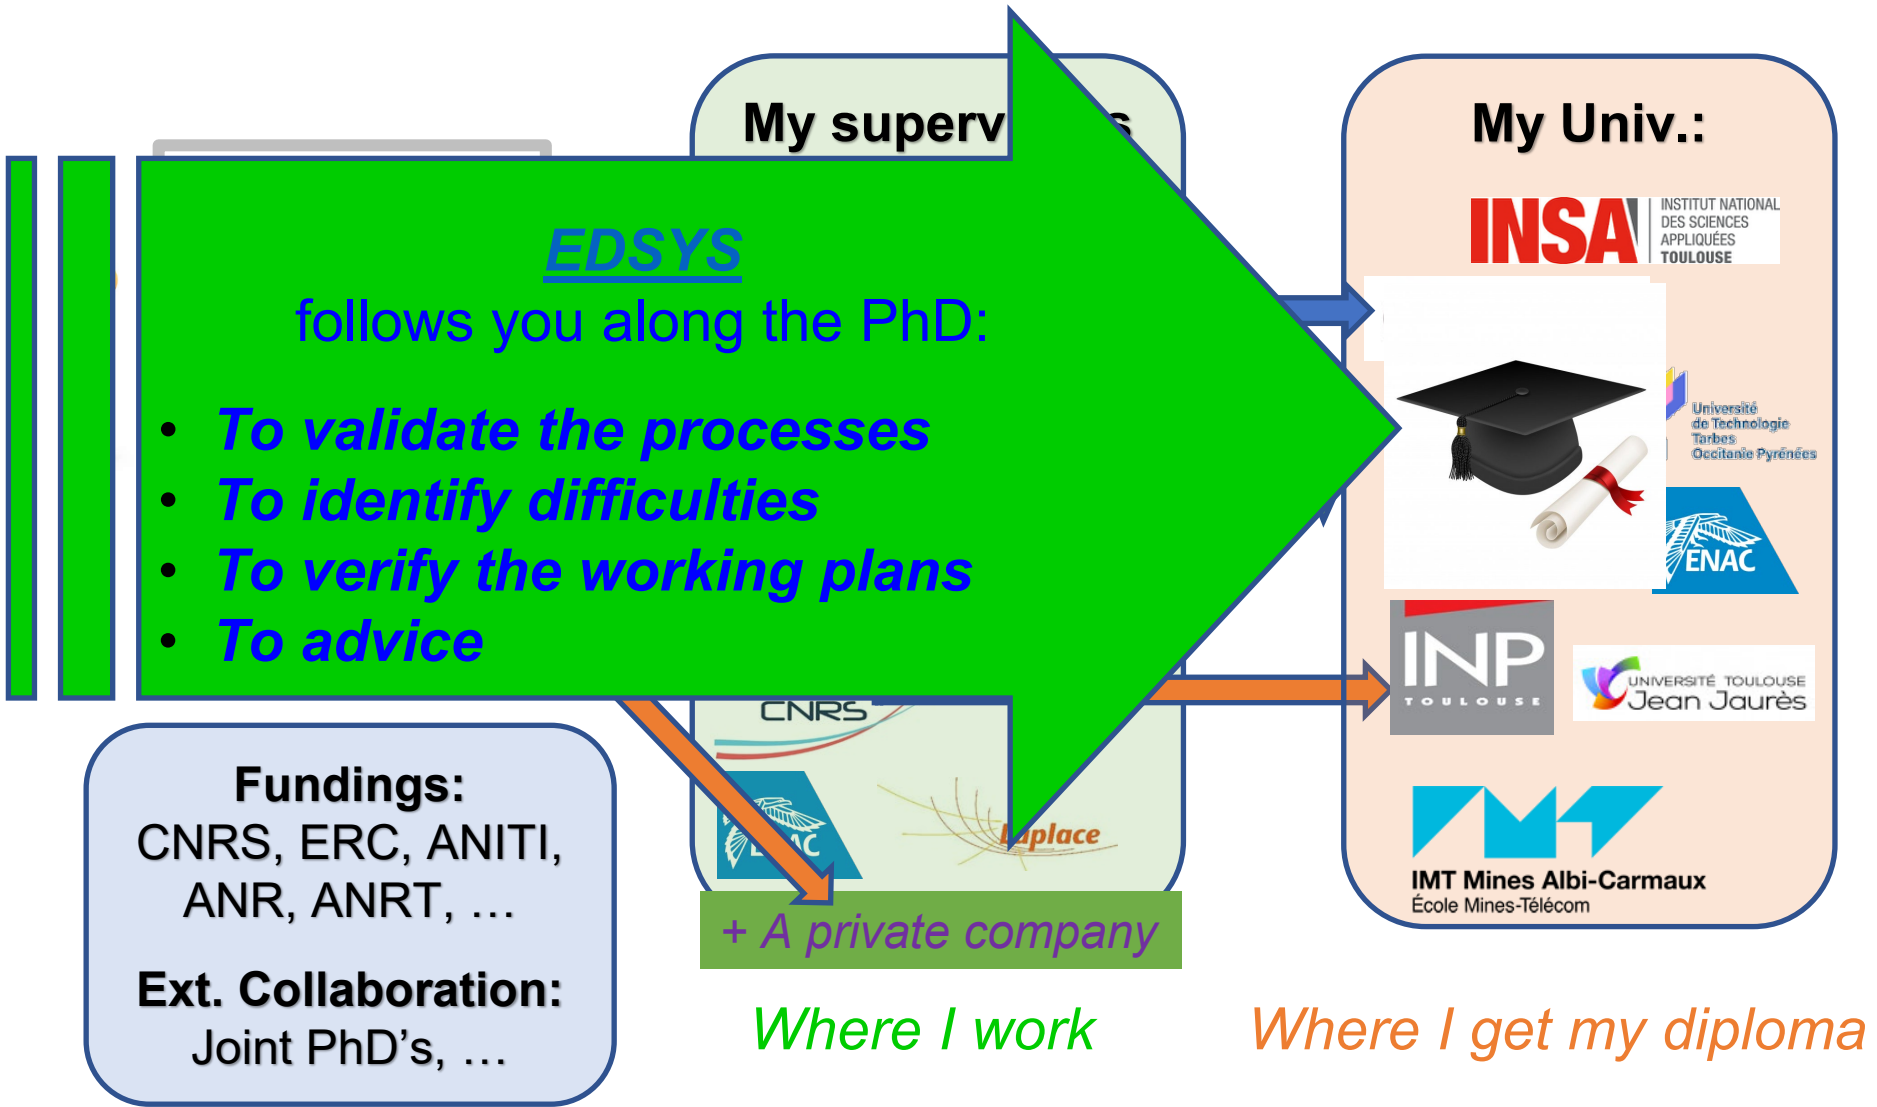 My superv s
My Univ.:
INSA
INSTITUT NATIONAL
DES SCIENCES
APPLIQUÉES
TOULOUSE
EDSYS
follows you along the PhD:
• To validate the processes
• To identify difficulties
• To verify the working plans
• To advice
Université
de Technologie
Tarbes
Occitanie Pyrénées
ENAC
INP
TOULOUSE
UNIVERSITÉ TOULOUSE
Jean Jaurès
CNRS
Laplace
IMT Mines Albi-Carmaux
École Mines-Télécom
+ A private company
Fundings:
CNRS, ERC, ANITI,
ANR, ANRT, …
Ext. Collaboration:
Joint PhD’s, …
Where I work
Where I get my diploma